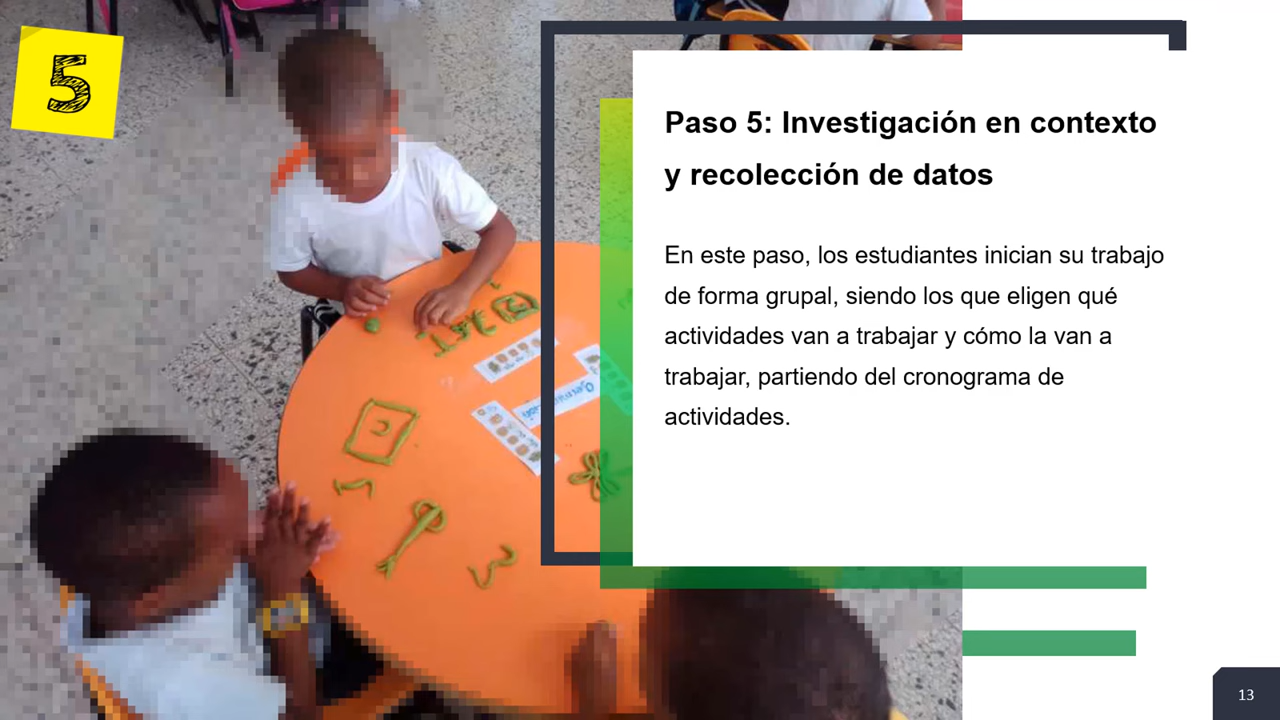 5
Paso 5: Investigación en contexto
y recolección de datos
En este paso, los estudiantes inician su trabajo
de forma grupal, siendo los que eligen qué
actividades van a trabajar y cómo la van a
trabajar, partiendo del cronograma de
actividades.
13